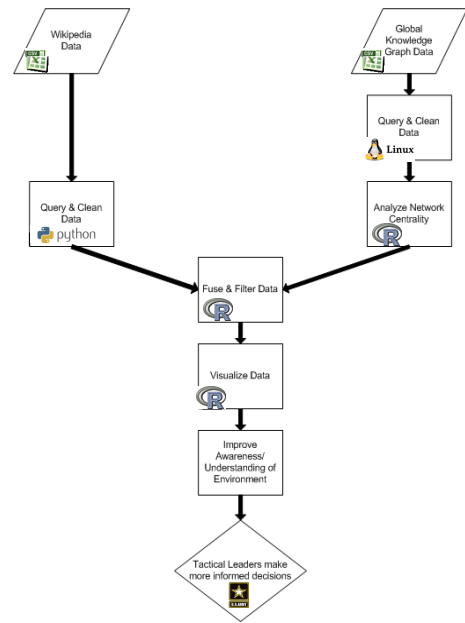 Wikipedia
Data
CSV
Global
Knowledge
Graph Data
CSV
Query & Clean
Data
Linux
Query & Clean
Data
python
Analyze Network
Centrality
R
Fuse & Filter Data
R
Visualize Data
R
Improve
Awareness/
Understanding of
Environment
Tactical Leaders make
more informed decisions
U.S. ARMY